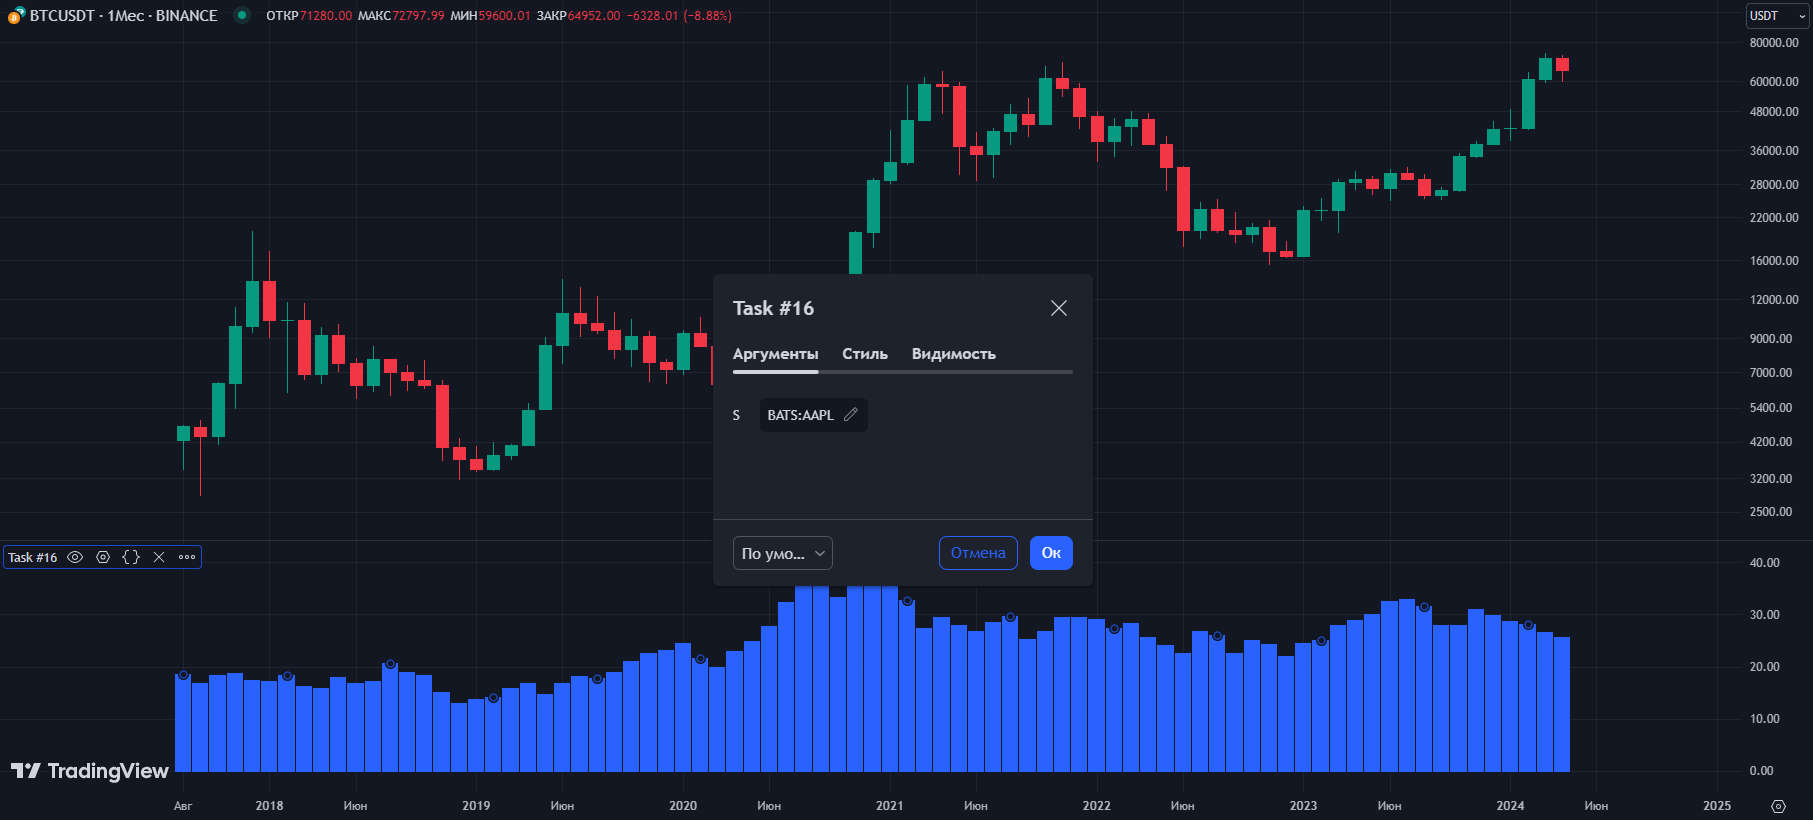 BTCUSDT · 1Мес · BINANCE ОТКР71280.00 МАКС72797.99 МИН59600.01 ЗАКР64952.00 −6328.01 (−8.88%)
USDT
80000.00
60000.00
48000.00
36000.00
28000.00
22000.00
16000.00
12000.00
9000.00
7000.00
5400.00
4200.00
3200.00
2500.00
Task #16
Аргументы Стиль Видимость
S BATS:AAPL
По умо... Отмена Ок
Task #16
40.00
30.00
20.00
10.00
0.00
TradingView
Авг 2018 Июн 2019 Июн 2020 Июн 2021 Июн 2022 Июн 2023 Июн 2024 Июн 2025